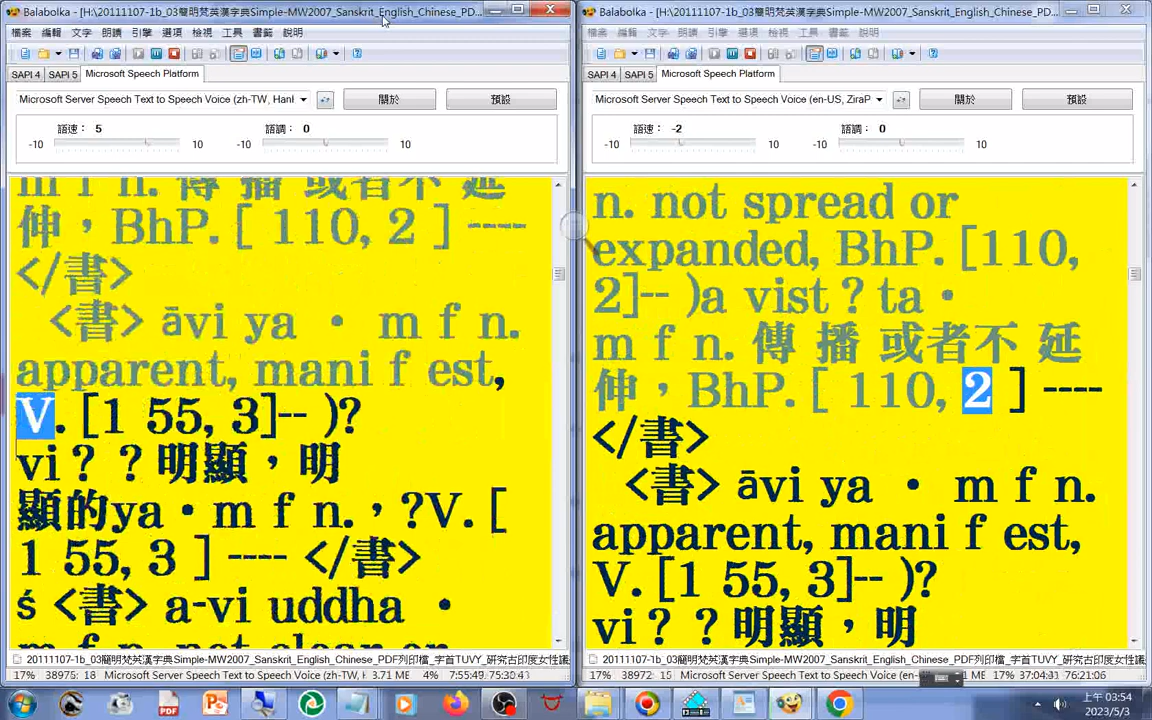 Balabolka - [H:\20111107-1b_03簡明梵英漢字典Simple-MW2007_Sanskrit_English_Chinese_PD...
檔案 編輯 文字 朗讀 引擎 選項 檢視 工具 書籤 說明
SAPI 4 SAPI 5 Microsoft Speech Platform
Microsoft Server Speech Text to Speech Voice (zh-TW, Hanl
關於 預設
語速： 5 語調： 0
-10 10 -10 10
m f n. 傳 播 或者不 延
伸，BhP. [ 110, 2 ] ----
</書>
<書> āvi ya • m f n.
apparent, mani f est,
V. [1 55, 3]-- )?
vi？？明顯，明
顯的ya • m f n.，?V. [
1 55, 3 ] ---- </書>
ś <書> a-vi uddha •
m f n. not clear or
20111107-1b_03簡明梵英漢字典Simple-MW2007_Sanskrit_English_Chinese_PDF列印檔_字首TUVY_研究古印度女性議
17% 38975: 18 Microsoft Server Speech Text to Speech Voice (zh-TW, H 3.71 MB 4% 7:55:49
Balabolka - [H:\20111107-1b_03簡明梵英漢字典Simple-MW2007_Sanskrit_English_Chinese_PD...
檔案 編輯 文字 朗讀 引擎 選項 檢視 工具 書籤 說明
SAPI 4 SAPI 5 Microsoft Speech Platform
Microsoft Server Speech Text to Speech Voice (en-US, ZiraP
關於 預設
語速： -2 語調： 0
-10 10 -10 10
n. not spread or
expanded, BhP. [110,
2]-- )a vist ? ta •
m f n. 傳 播 或者不 延
伸，BhP. [ 110, 2 ] ----
</書>
<書> āvi ya • m f n.
apparent, mani f est,
V. [1 55, 3]-- )?
vi？？明顯，明
20111107-1b_03簡明梵英漢字典Simple-MW2007_Sanskrit_English_Chinese_PDF列印檔_字首TUVY_研究古印度女性議
17% 38972: 15 Microsoft Server Speech Text to Speech Voice (en- 17% 76:21:06
上午 03:54
2023/5/3